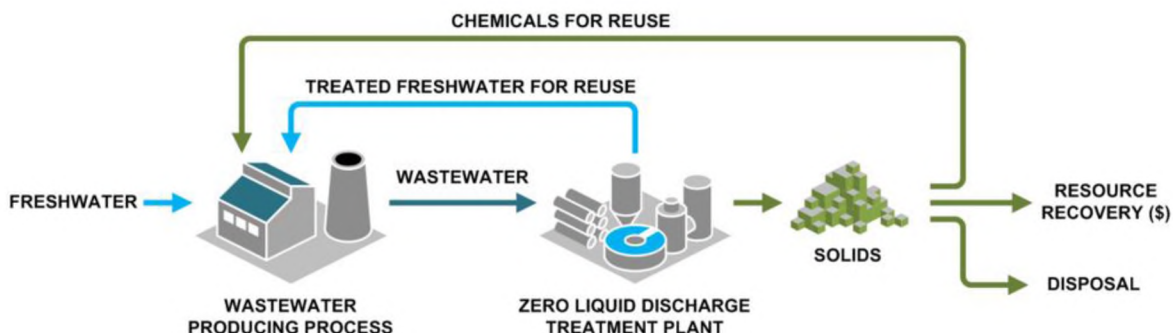 CHEMICALS FOR REUSE
TREATED FRESHWATER FOR REUSE
FRESHWATER
WASTEWATER
RESOURCE
RECOVERY ($)
SOLIDS
DISPOSAL
WASTEWATER
PRODUCING PROCESS
ZERO LIQUID DISCHARGE
TREATMENT PLANT